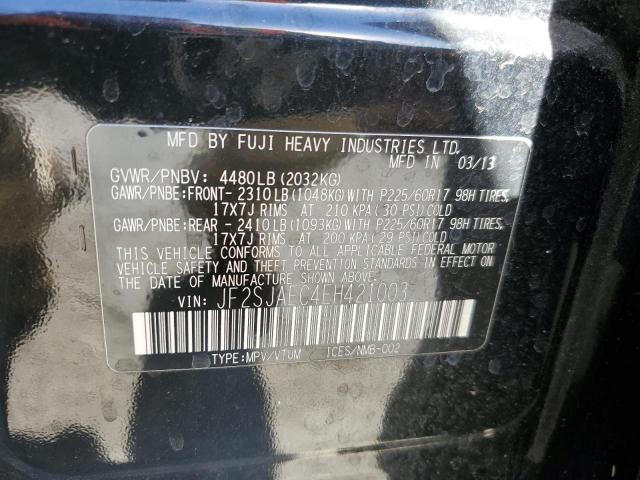 MFD BY FUJI HEAVY INDUSTRIES LTD.
MFD IN 03/13
GVWR/PNBV: 4480LB(2032KG)
GAWR/PNBE:FRONT- 2310LB(1048KG)WITH P225/60R17 98H TIRES,
17X7J RIMS AT 210 KPA(30 PSI)COLD
GAWR/PNBE:REAR - 2410LB(1093KG)WITH P225/60R17 98H TIRES,
17X7J RIMS AT 200 KPA(29 PSI)COLD
THIS VEHICLE CONFORMS TO ALL APPLICABLE FEDERAL MOTOR
VEHICLE SAFETY AND THEFT PREVENTION STANDARDS IN EFFECT ON
THE DATE OF MANUFACTURE SHOWN ABOVE.
VIN: JF2SJAEC4EH421003
TYPE:MPV/VTUM ICES/NMB-002